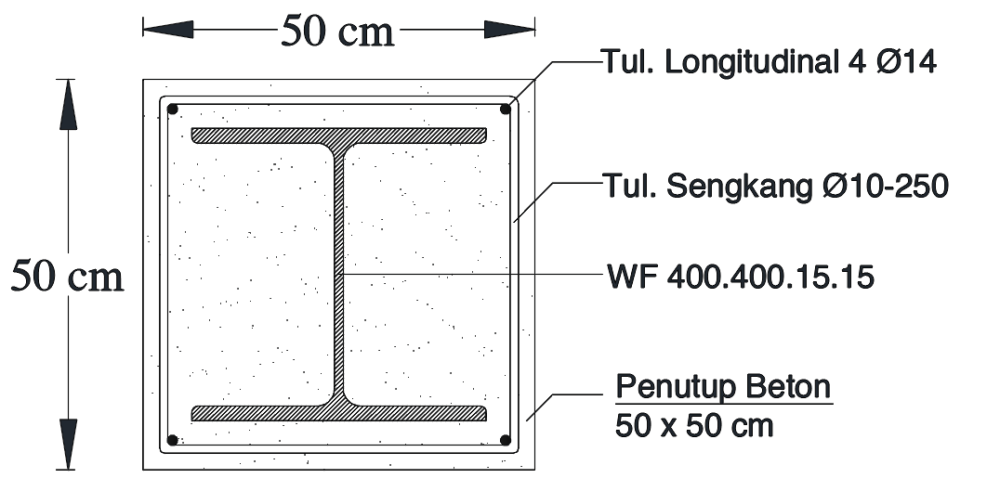 50 cm
Tul. Longitudinal 4 Ø14
Tul. Sengkang Ø10-250
50 cm
WF 400.400.15.15
Penutup Beton
50 x 50 cm